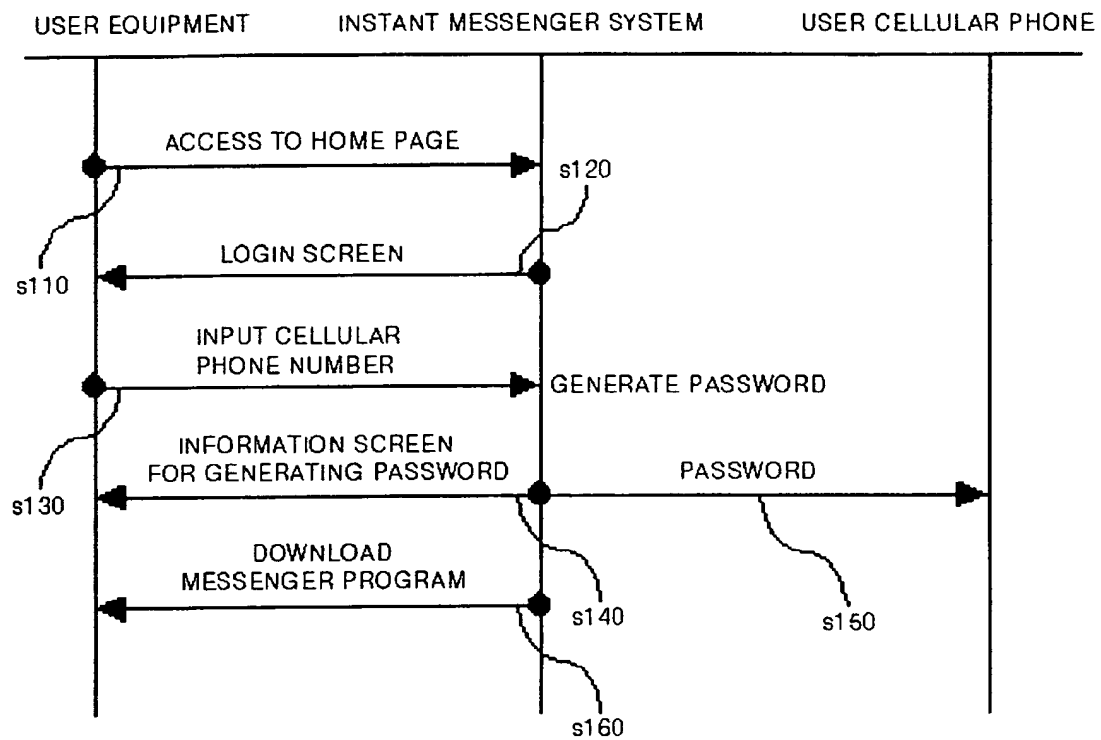 USER EQUIPMENT
INSTANT MESSENGER SYSTEM
USER CELLULAR PHONE
ACCESS TO HOME PAGE
s120
LOGIN SCREEN
s110
INPUT CELLULAR
PHONE NUMBER
GENERATE PASSWORD
INFORMATION SCREEN
FOR GENERATING PASSWORD
PASSWORD
s130
DOWNLOAD
MESSENGER PROGRAM
s140
s150
s160